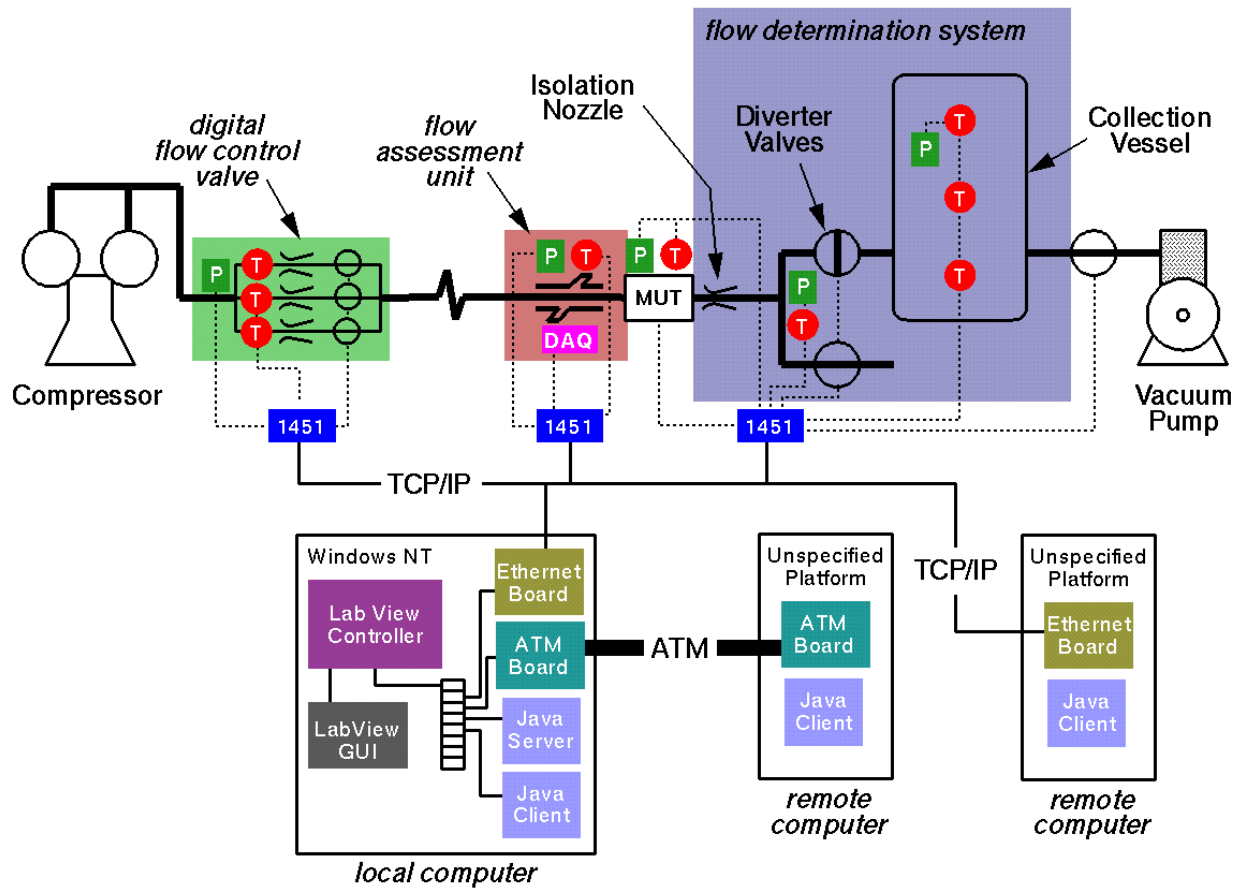 flow determination system
Isolation
Nozzle
digital
flow control
valve
flow
assessment
unit
Diverter
Valves
Collection
Vessel
P
T
T
T
P
T
DAQ
P
T
MUT
P
T
P
T
T
T
Compressor
Vacuum
Pump
1451
1451
1451
TCP/IP
Windows NT
Ethernet
Board
Lab View
Controller
ATM
Board
LabView
GUI
Java
Server
Java
Client
local computer
ATM
Unspecified
Platform
ATM
Board
Java
Client
remote
computer
TCP/IP
Unspecified
Platform
Ethernet
Board
Java
Client
remote
computer